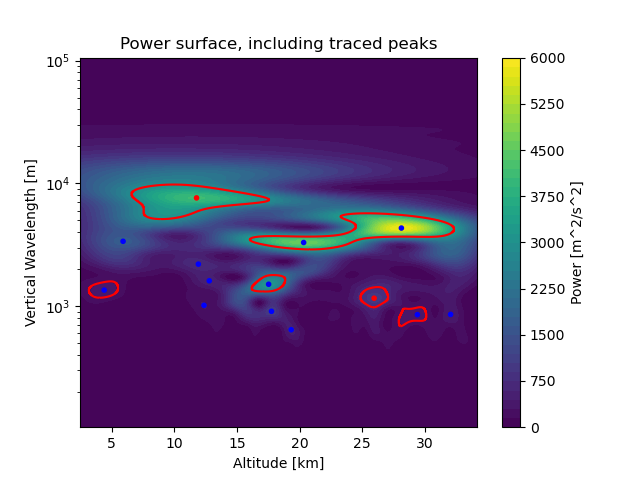 Power surface, including traced peaks
10^5
10^4
10^3
Vertical Wavelength [m]
5 10 15 20 25 30
Altitude [km]
6000
5250
4500
3750
3000
2250
1500
750
0
Power [m^2/s^2]